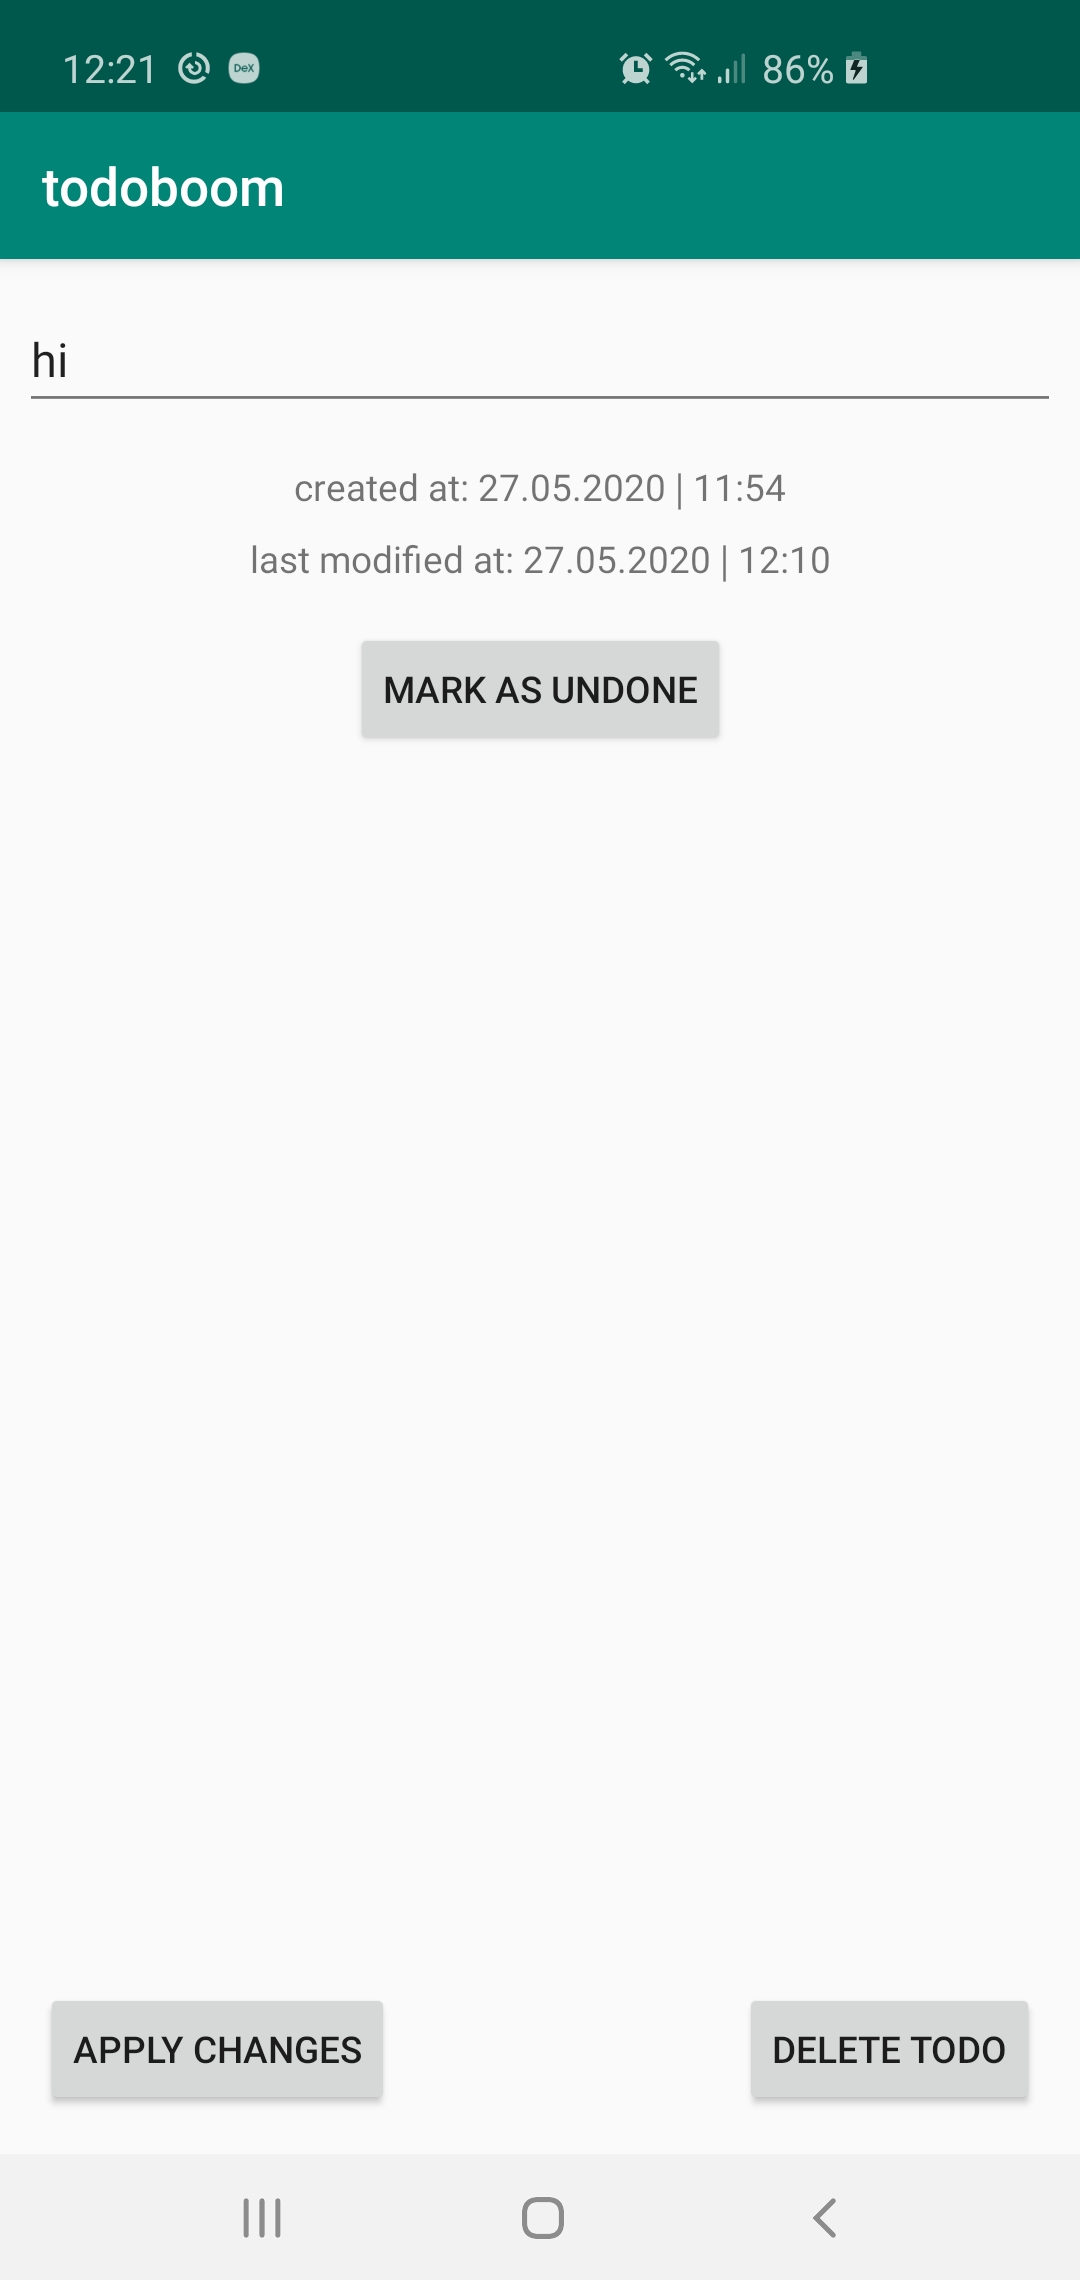 12:21 DeX 86%
todoboom
hi
created at: 27.05.2020 | 11:54
last modified at: 27.05.2020 | 12:10
MARK AS UNDONE
APPLY CHANGES DELETE TODO